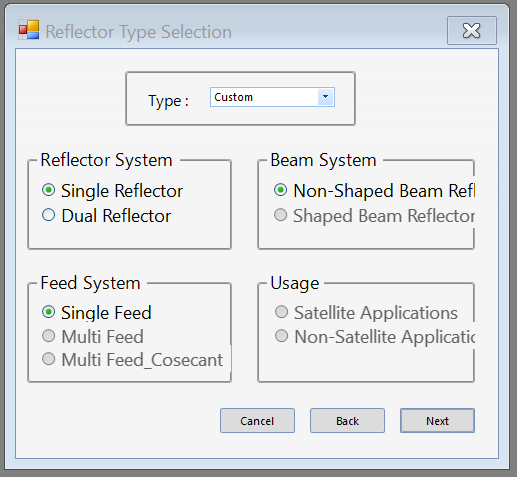 Reflector Type Selection
Type :
Custom
Reflector System
Single Reflector
Dual Reflector
Beam System
Non-Shaped Beam Refl
Shaped Beam Reflector
Feed System
Single Feed
Multi Feed
Multi Feed_Cosecant
Usage
Satellite Applications
Non-Satellite Applicatio
Cancel
Back
Next